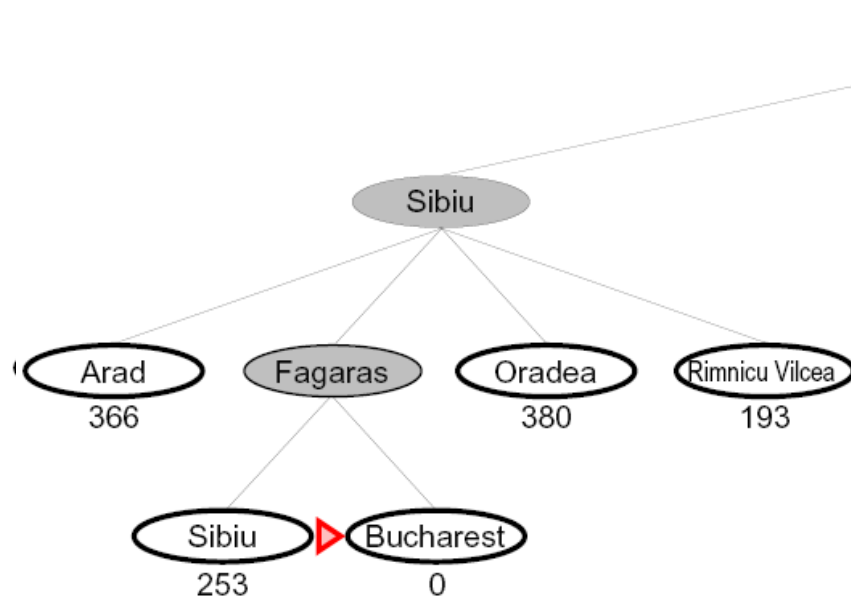 Sibiu
Arad Fagaras Oradea Rimnicu Vilcea
366 380 193
Sibiu Bucharest
253 0